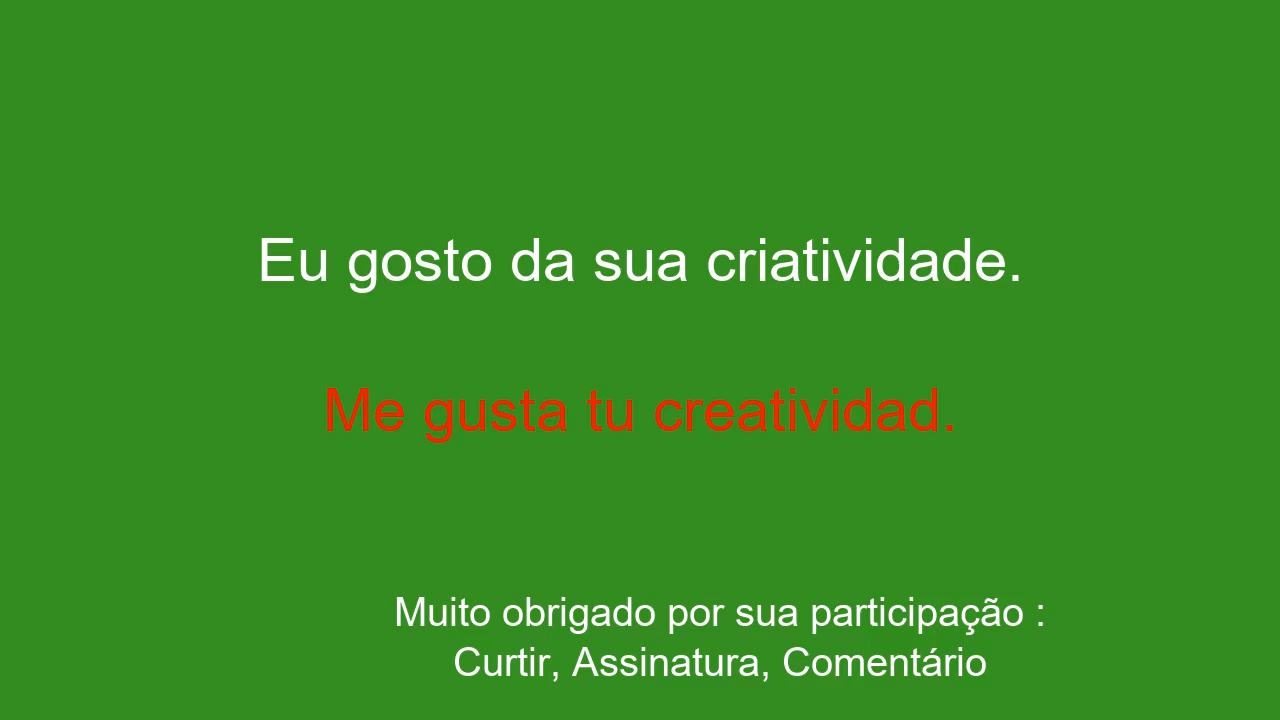 Eu gosto da sua criatividade.
Me gusta tu creatividad.
Muito obrigado por sua participação :
Curtir, Assinatura, Comentário